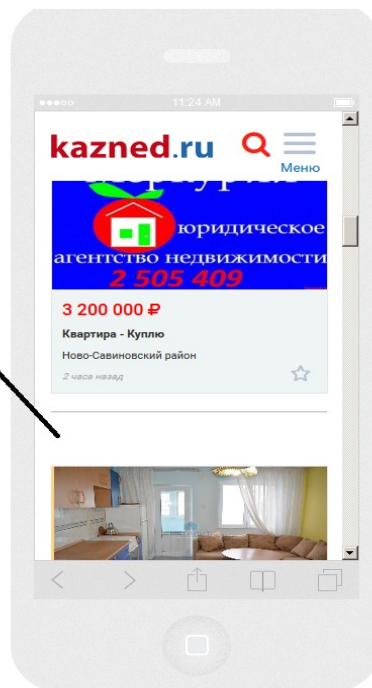 11:24 AM
kazned.ru
Меню
юридическое
агентство недвижимости
2 505 409
3 200 000 ₽
Квартира - Куплю
Ново-Савиновский район
2 часа назад